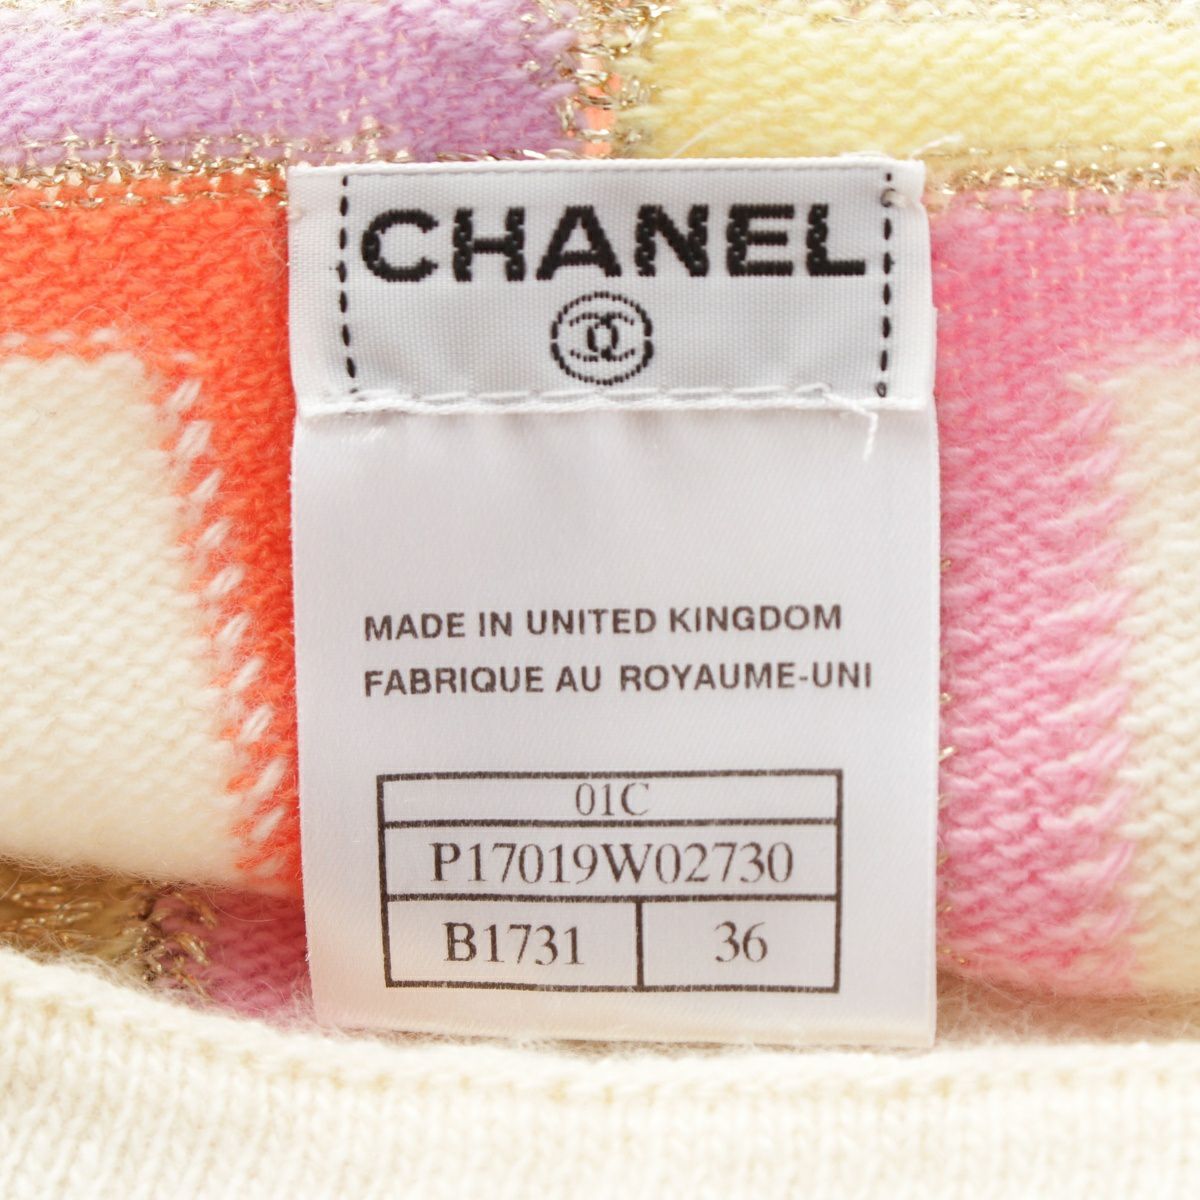 CHANEL
MADE IN UNITED KINGDOM
FABRIQUE AU ROYAUME-UNI
01C
P17019W02730
B1731 36